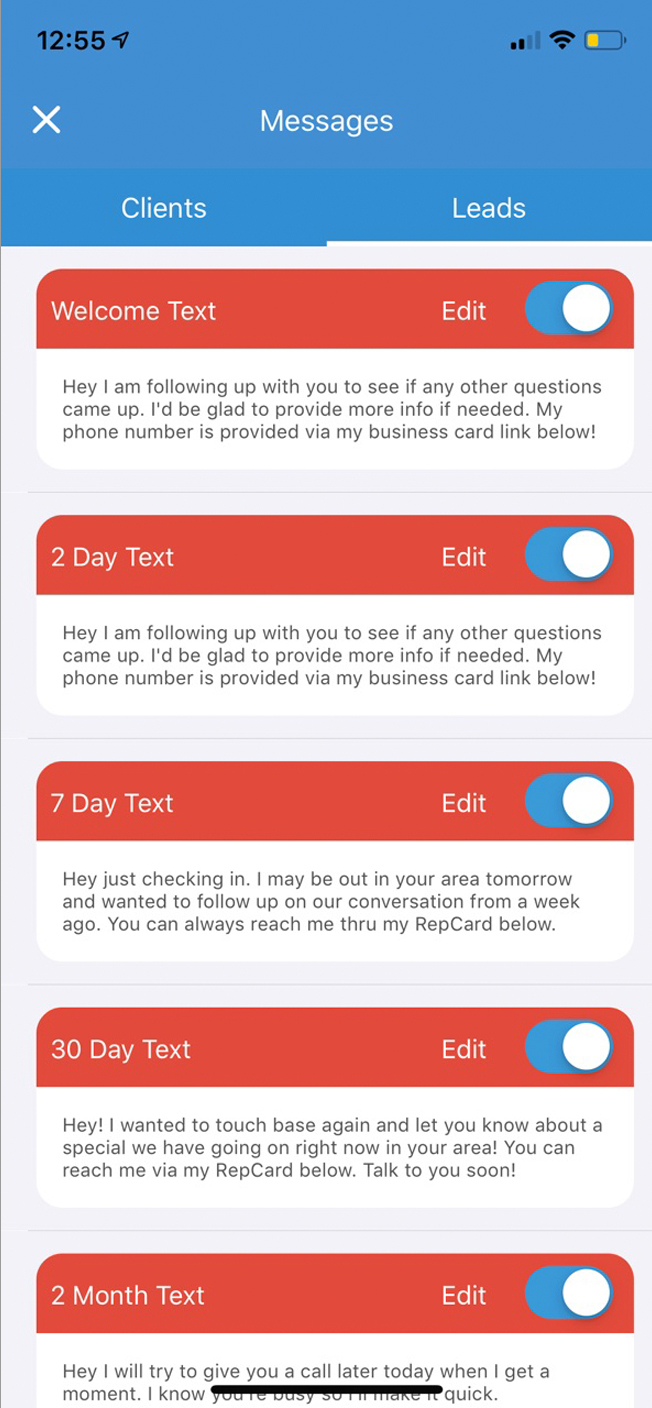 12:55
Messages
Clients Leads
Welcome Text Edit
Hey I am following up with you to see if any other questions
came up. I'd be glad to provide more info if needed. My
phone number is provided via my business card link below!
2 Day Text Edit
Hey I am following up with you to see if any other questions
came up. I'd be glad to provide more info if needed. My
phone number is provided via my business card link below!
7 Day Text Edit
Hey just checking in. I may be out in your area tomorrow
and wanted to follow up on our conversation from a week
ago. You can always reach me thru my RepCard below.
30 Day Text Edit
Hey! I wanted to touch base again and let you know about a
special we have going on right now in your area! You can
reach me via my RepCard below. Talk to you soon!
2 Month Text Edit
Hey I will try to give you a call later today when I get a
moment. I know you're busy so I'll make it quick.